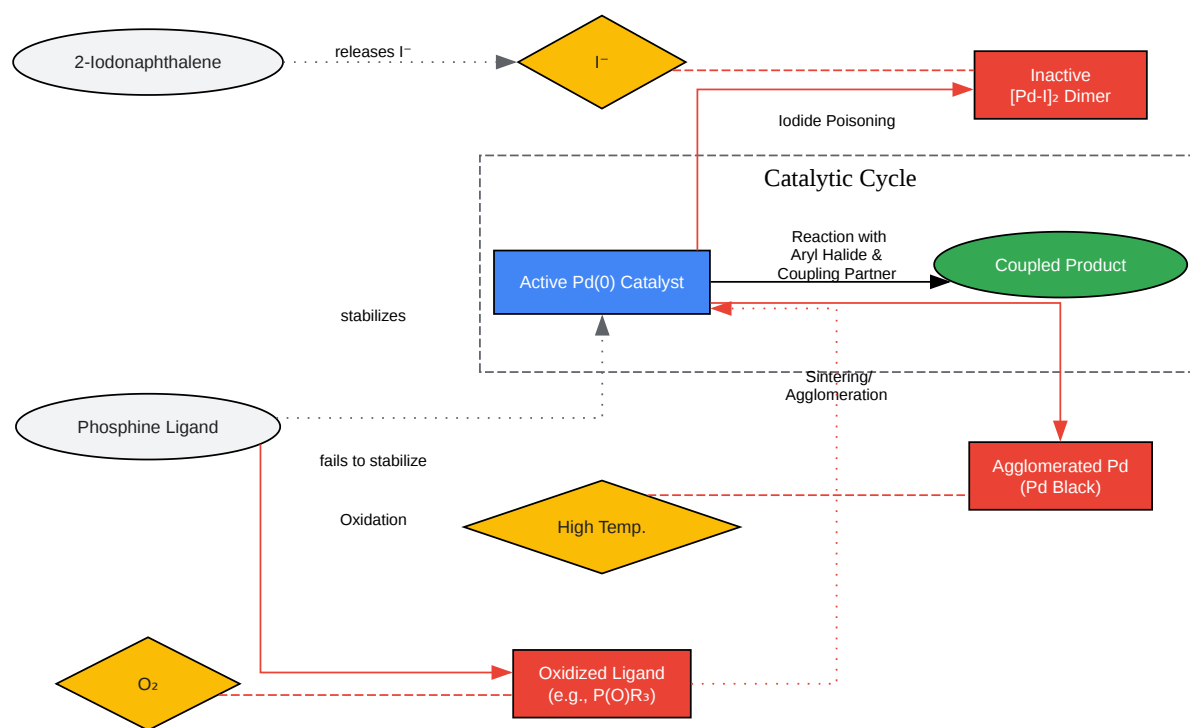 2-Iodonaphthalene
releases I⁻
I⁻
Inactive
[Pd-I]₂ Dimer
Iodide Poisoning
Catalytic Cycle
Reaction with
Aryl Halide &
Coupling Partner
Active Pd(0) Catalyst
Coupled Product
stabilizes
Sintering/
Agglomeration
Phosphine Ligand
fails to stabilize
Oxidation
High Temp.
Agglomerated Pd
(Pd Black)
O₂
Oxidized Ligand
(e.g., P(O)R₃)